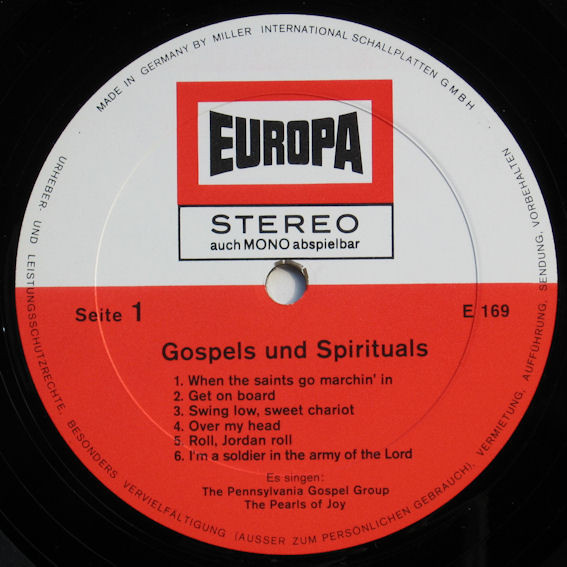 MADE IN GERMANY BY MILLER INTERNATIONAL SCHALLPLATTEN GMBH
EUROPA
STEREO
auch MONO abspielbar
Seite 1
E 169
Gospels und Spirituals
1. When the saints go marchin' in
2. Get on board
3. Swing low, sweet chariot
4. Over my head
5. Roll, Jordan roll
6. I'm a soldier in the army of the Lord
Es singen:
The Pennsylvania Gospel Group
The Pearls of Joy
URHEBER- UND LEISTUNGSSCHUTZRECHTE, BESONDERS VERVIELFÄLTIGUNG (AUSSER ZUM PERSÖNLICHEN GEBRAUCH), VERMIETUNG, AUFFÜHRUNG, SENDUNG, VORBEHALTEN